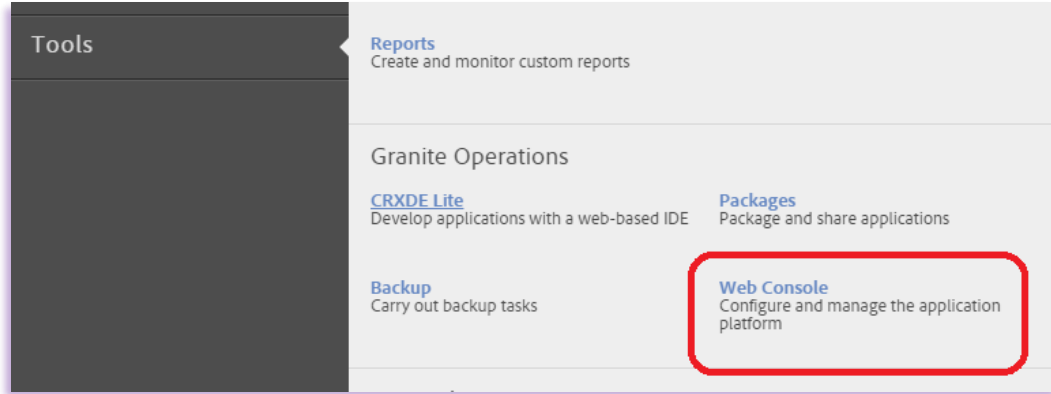 Tools
Reports
Create and monitor custom reports
Granite Operations
CRXDE Lite
Develop applications with a web-based IDE
Packages
Package and share applications
Backup
Carry out backup tasks
Web Console
Configure and manage the application
platform